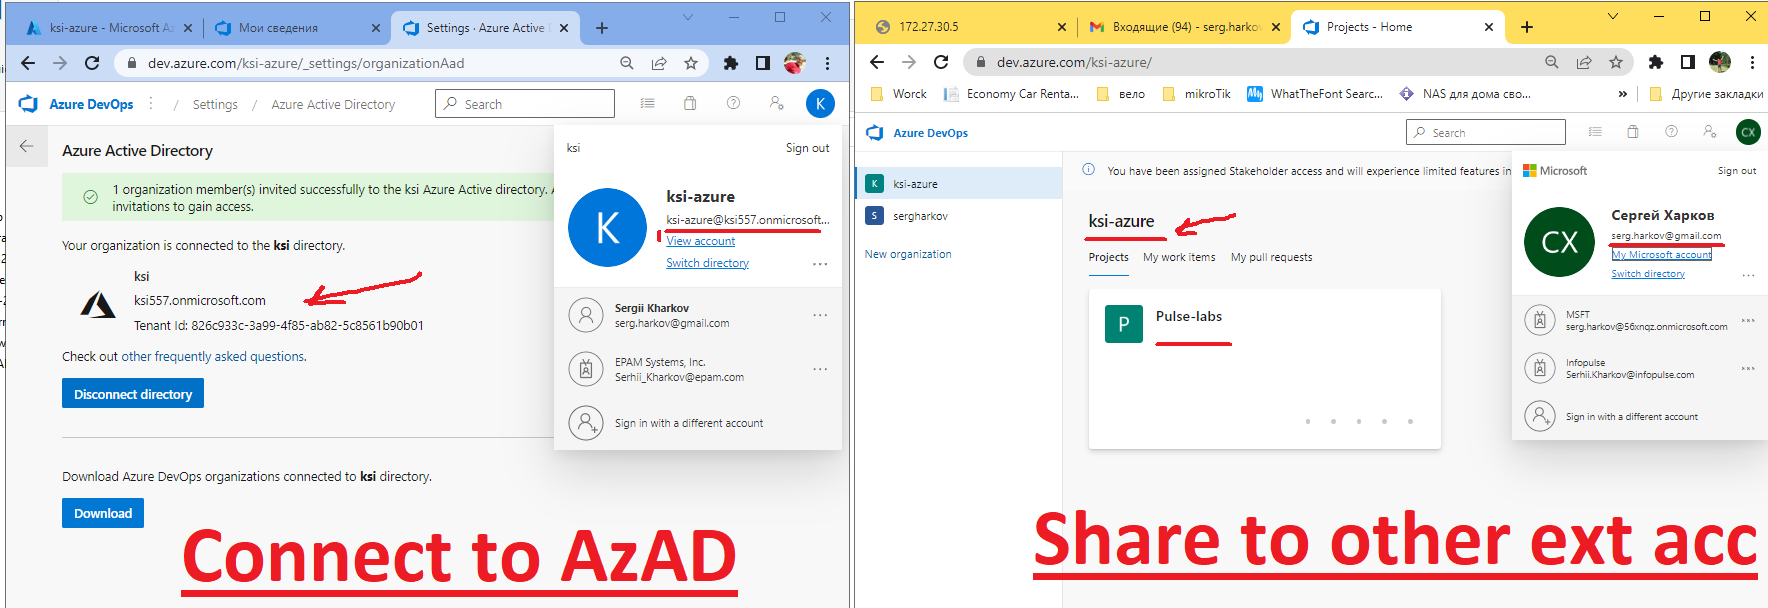 ksi-azure - Microsoft Az
Мои сведения
Settings · Azure Active D
dev.azure.com/ksi-azure/_settings/organizationAad
Azure DevOps
/ Settings / Azure Active Directory
Search
K
Azure Active Directory
1 organization member(s) invited successfully to the ksi Azure Active directory. A
invitations to gain access.
Your organization is connected to the ksi directory.
ksi
ksi557.onmicrosoft.com
Tenant Id: 826c933c-3a99-4f85-ab82-5c8561b90b01
Check out other frequently asked questions.
Disconnect directory
Download Azure DevOps organizations connected to ksi directory.
Download
ksi
Sign out
K
ksi-azure
ksi-azure@ksi557.onmicrosoft...
View account
Switch directory
Sergii Kharkov
serg.harkov@gmail.com
EPAM Systems, Inc.
Serhii_Kharkov@epam.com
Sign in with a different account
Connect to AzAD
172.27.30.5
Входящие (94) - serg.harkov
Projects - Home
dev.azure.com/ksi-azure/
Worck
Economy Car Renta...
вело
mikroTik
WhatTheFont Searc...
NAS для дома сво...
»
Другие закладки
Azure DevOps
Search
CX
K ksi-azure
S sergharkov
New organization
You have been assigned Stakeholder access and will experience limited features in
ksi-azure
Projects
My work items
My pull requests
P
Pulse-labs
Microsoft
Sign out
CX
Сергей Харков
serg.harkov@gmail.com
My Microsoft account
Switch directory
MSFT
serg.harkov@56xnqz.onmicrosoft.com
Infopulse
Serhii.Kharkov@infopulse.com
Sign in with a different account
Share to other ext acc